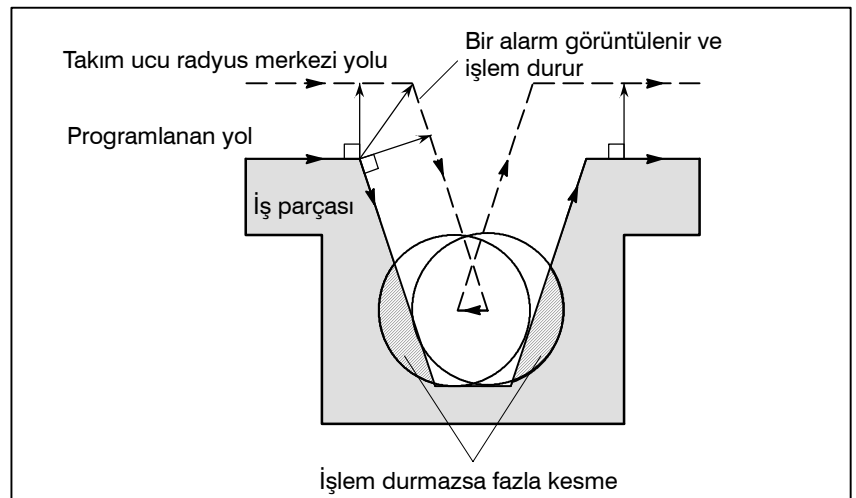 Takım ucu radyus merkezi yolu
Bir alarm görüntülenir ve
işlem durur
Programlanan yol
İş parçası
İşlem durmazsa fazla kesme